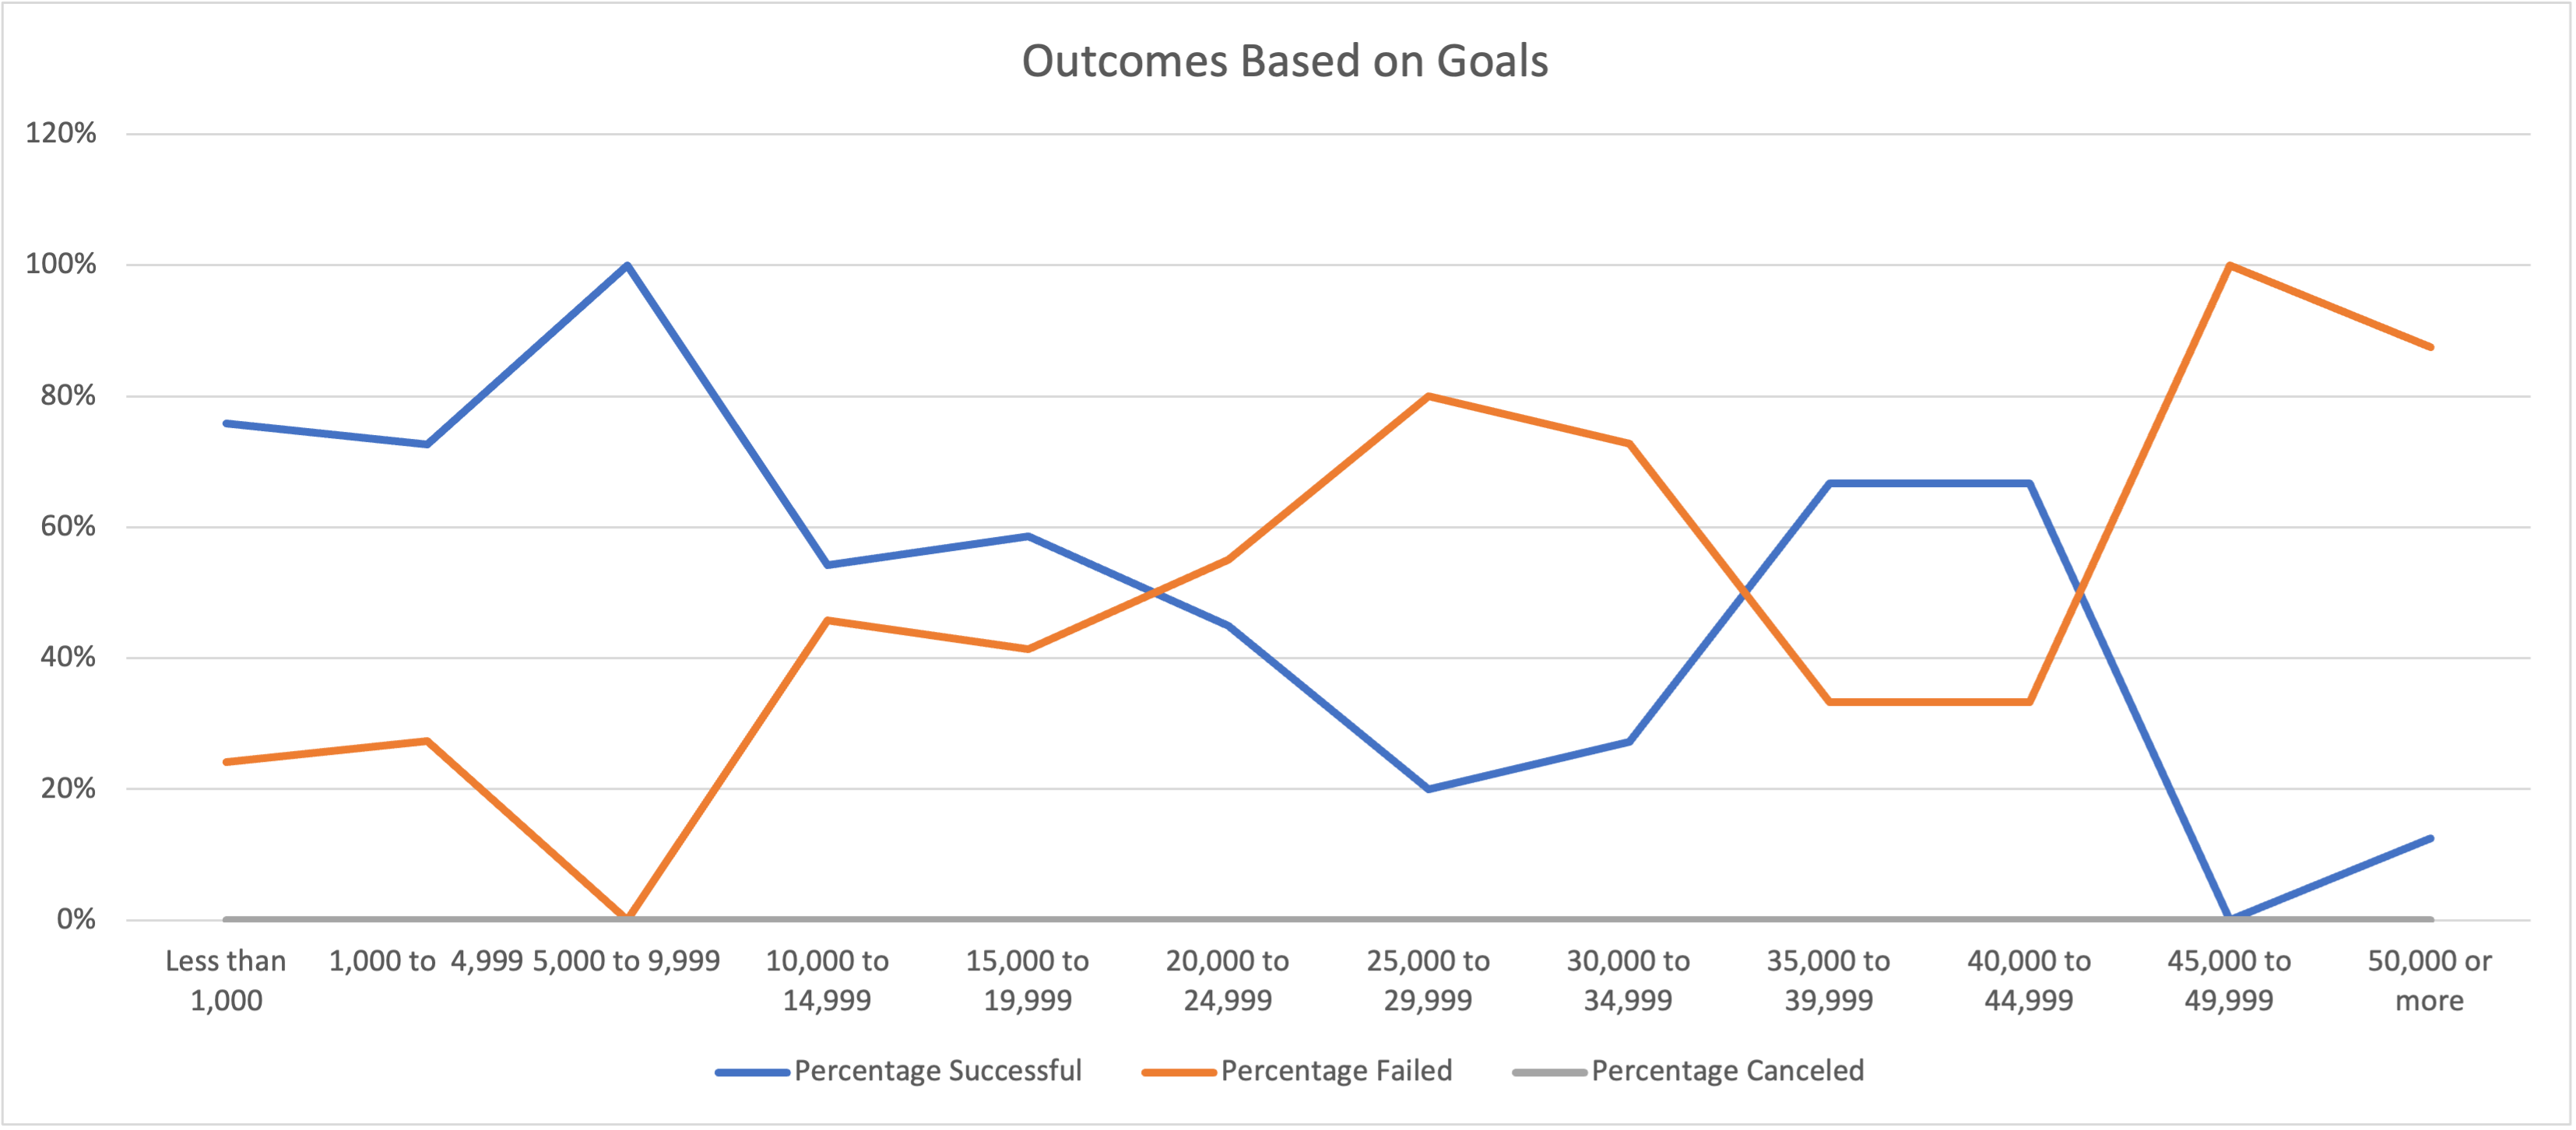 Outcomes Based on Goals
120%
100%
80%
60%
40%
20%
0%
Less than
1,000
1,000 to  4,999
5,000 to 9,999
10,000 to
14,999
15,000 to
19,999
20,000 to
24,999
25,000 to
29,999
30,000 to
34,999
35,000 to
39,999
40,000 to
44,999
45,000 to
49,999
50,000 or
more
Percentage Successful
Percentage Failed
Percentage Canceled